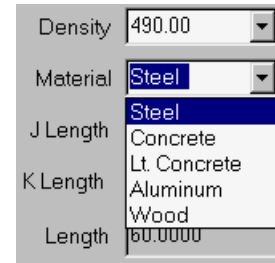 Density 490.00
Material Steel
Steel
J Length
Concrete
Lt. Concrete
K Length
Aluminum
Wood
Length 60.0000